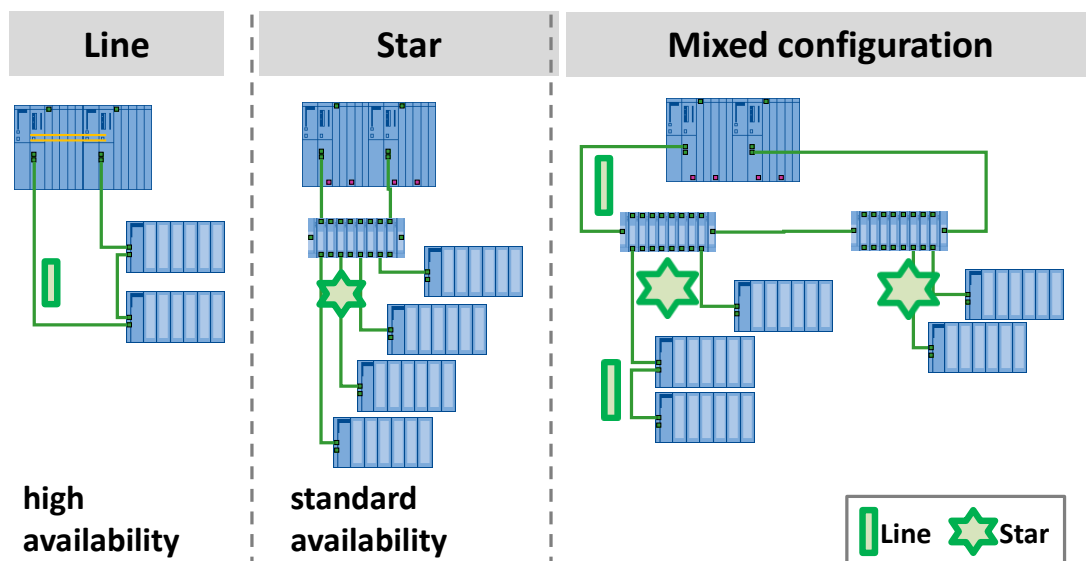 Line
Star
Mixed configuration
high
availability
standard
availability
Line
Star